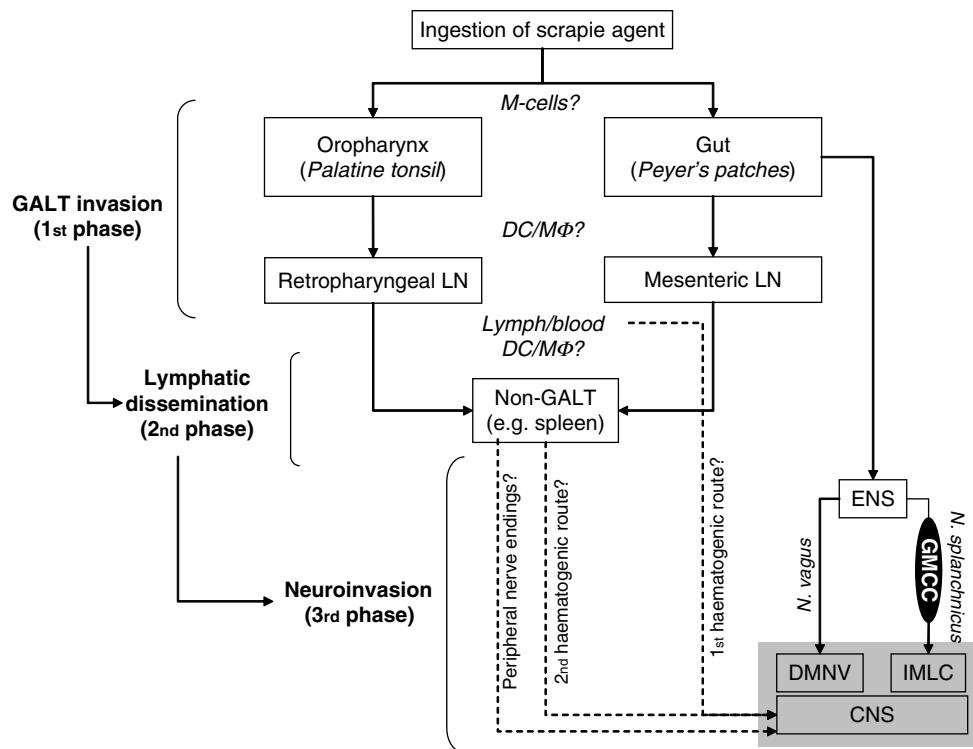 Ingestion of scrapie agent
M-cells?
Oropharynx
(Palatine tonsil)
Gut
(Peyer's patches)
GALT invasion
(1st phase)
DC/MΦ?
Retropharyngeal LN
Mesenteric LN
Lymph/blood
DC/MΦ?
Lymphatic
dissemination
(2nd phase)
Non-GALT
(e.g. spleen)
Neuroinvasion
(3rd phase)
Peripheral nerve endings?
2nd haematogenic route?
1st haematogenic route?
ENS
N. vagus
GMCC
N. splanchnicus
DMNV
IMLC
CNS